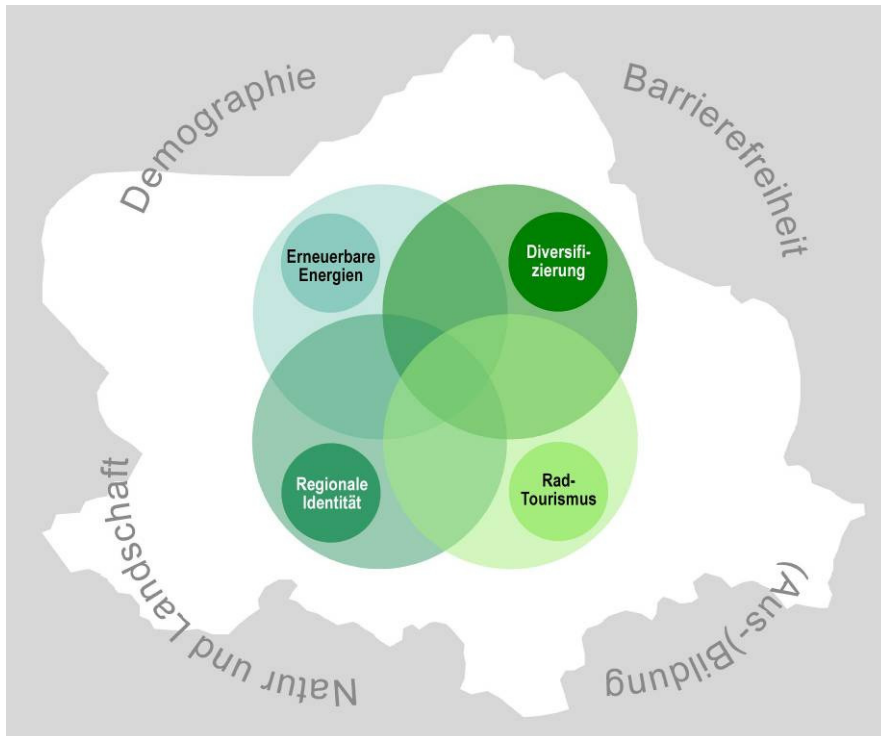 Demographie
Barrierefreiheit
Erneuerbare
Energien
Diversifi-
zierung
Regionale
Identität
Rad-
Tourismus
Natur und Landschaft
(Aus-)Bildung